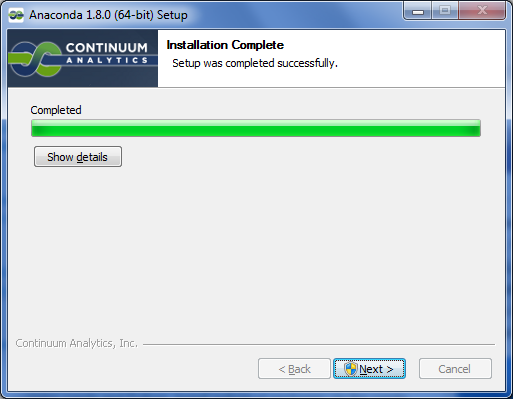 Anaconda 1.8.0 (64-bit) Setup
CONTINUUM
ANALYTICS
Installation Complete
Setup was completed successfully.
Completed
Show details
Continuum Analytics, Inc.
< Back
Next >
Cancel